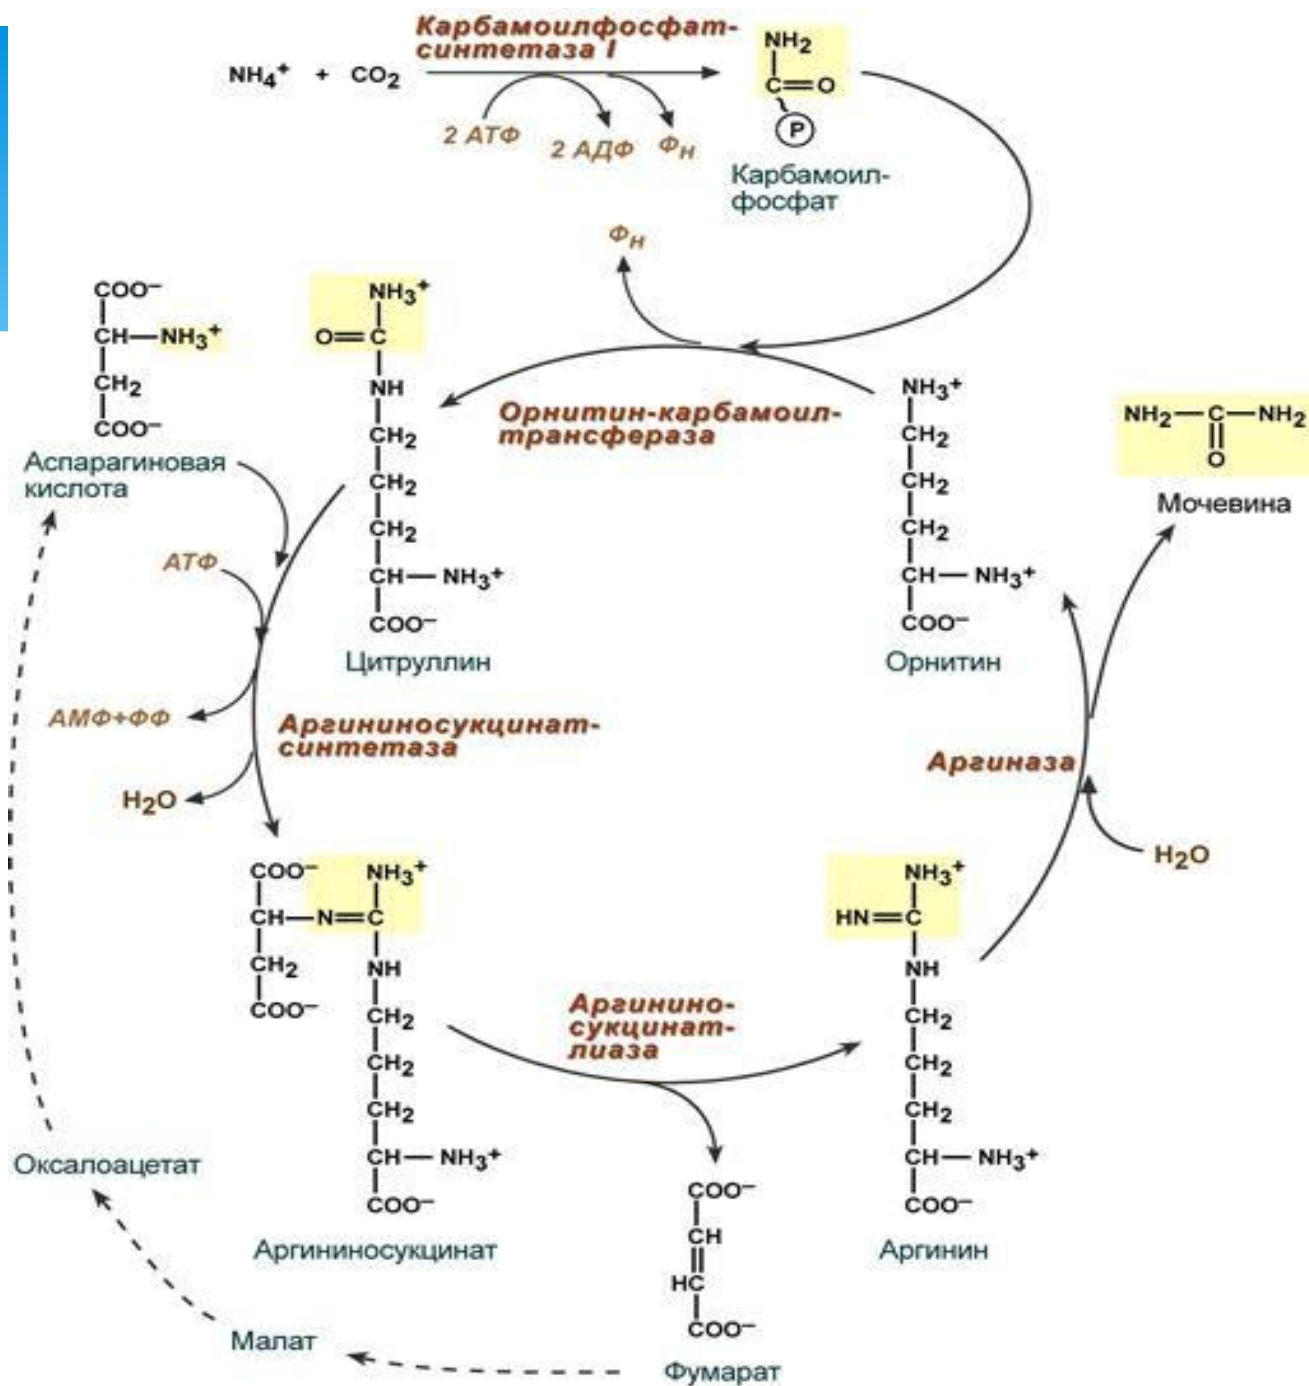 Карбамоилфосфат-
синтетаза I
NH₄⁺ + CO₂
2 АТФ
2 АДФ
Фн
NH₂
C=O
P
Карбамоил-
фосфат
Фн
COO⁻
CH—NH₃⁺
CH₂
COO⁻
Аспарагиновая
кислота
NH₃⁺
O=C
NH
CH₂
CH₂
CH₂
CH—NH₃⁺
COO⁻
Цитруллин
Орнитин-карбамоил-
трансфераза
NH₃⁺
CH₂
CH₂
CH₂
CH—NH₃⁺
COO⁻
Орнитин
NH₂—C—NH₂
O
Мочевина
АТФ
АМФ+ФФ
H₂O
Аргининосукцинат-
синтетаза
Аргиназа
H₂O
COO⁻
CH—N=C
CH₂
COO⁻
NH₃⁺
NH
CH₂
CH₂
CH₂
CH—NH₃⁺
COO⁻
Аргининосукцинат
Аргинино-
сукцинат-
лиаза
NH₃⁺
HN=C
NH
CH₂
CH₂
CH₂
CH—NH₃⁺
COO⁻
Аргинин
COO⁻
CH
HC
COO⁻
Фумарат
Малат
Оксалоацетат